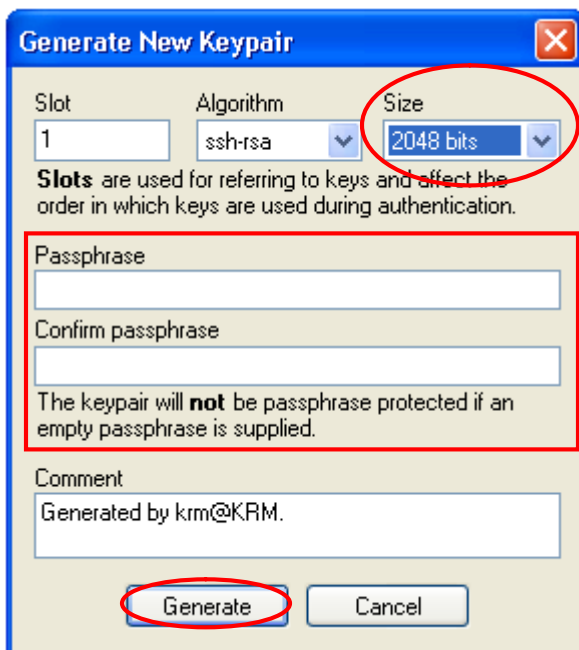 Generate New Keypair
Slot Algorithm Size
1 ssh-rsa 2048 bits
Slots are used for referring to keys and affect the
order in which keys are used during authentication.
Passphrase
Confirm passphrase
The keypair will not be passphrase protected if an
empty passphrase is supplied.
Comment
Generated by krm@KRM.
Generate Cancel